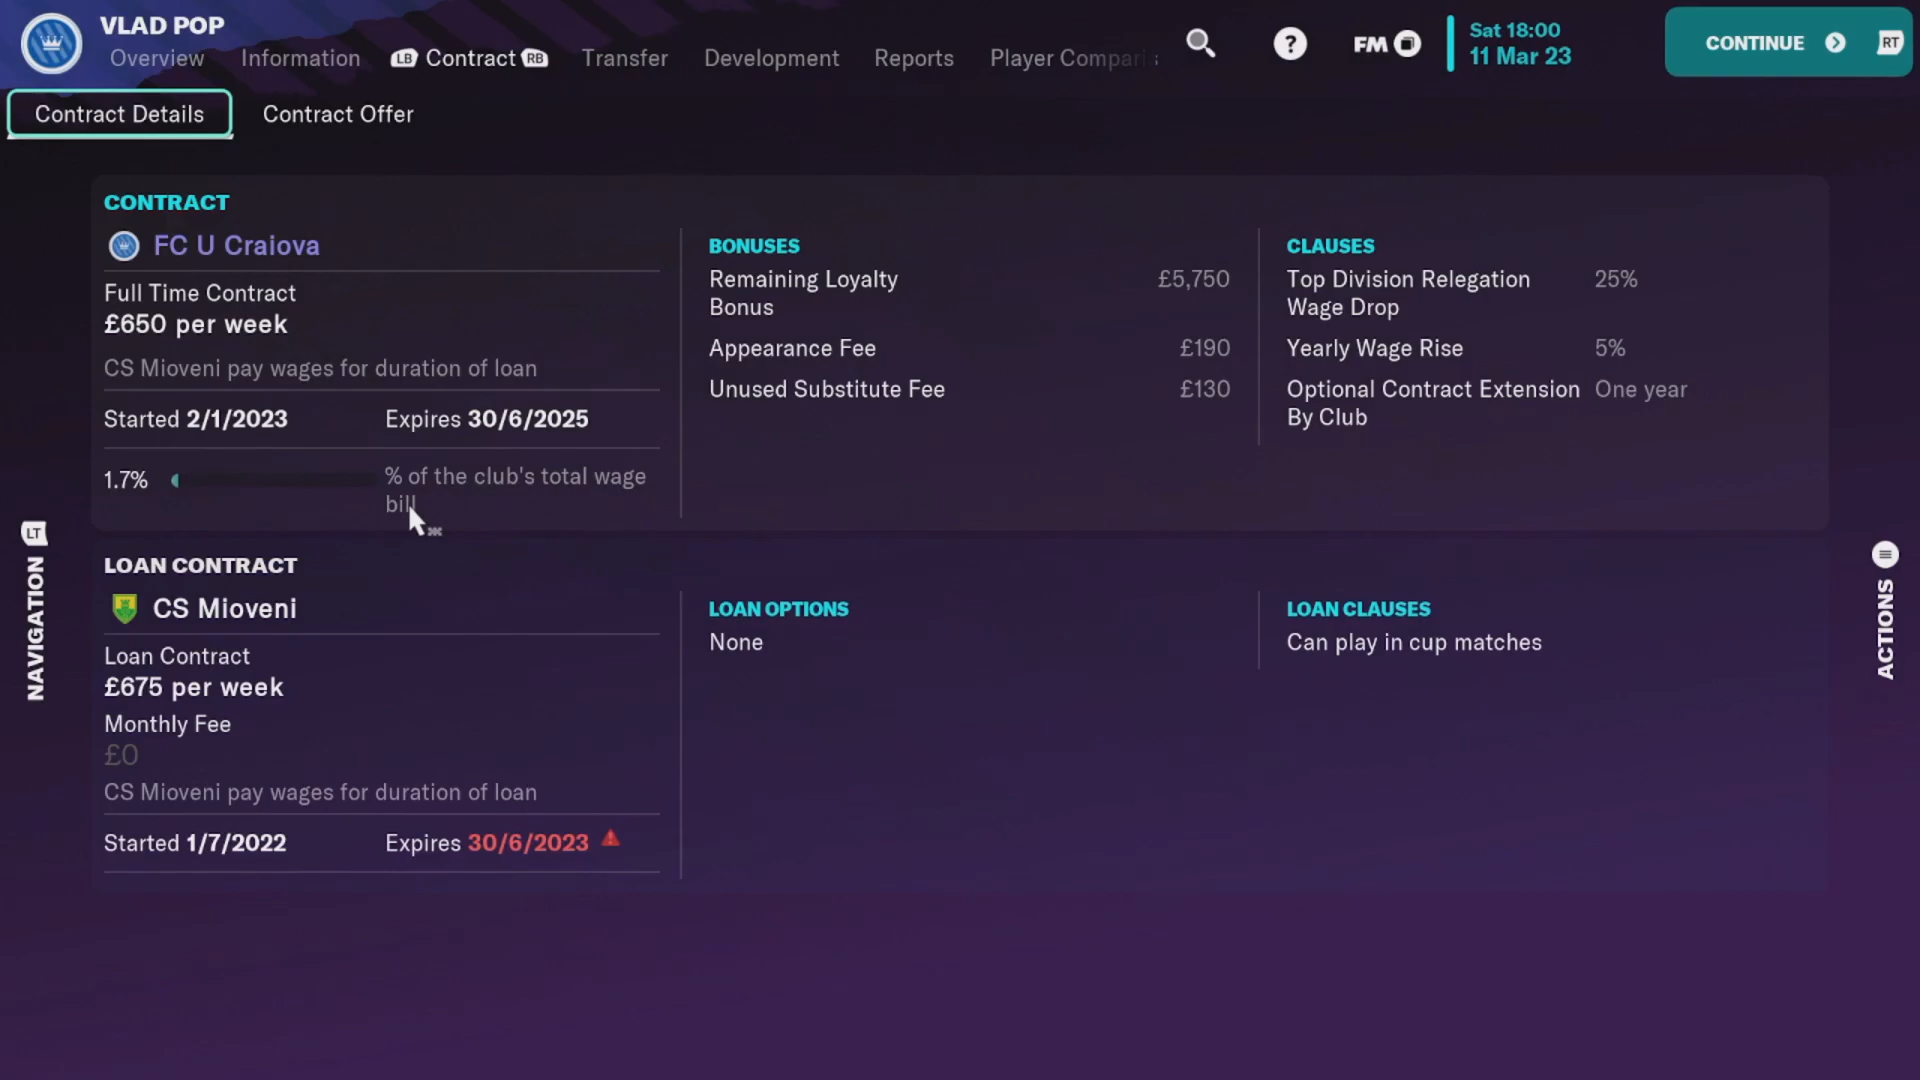 VLAD POP
Overview
Information
LB Contract RB
Transfer
Development
Reports
Player Compari
?
FM
Sat 18:00
11 Mar 23
CONTINUE
RT
Contract Details
Contract Offer
CONTRACT
FC U Craiova
Full Time Contract
£650 per week
CS Mioveni pay wages for duration of loan
Started 2/1/2023
Expires 30/6/2025
1.7%
% of the club's total wage
bill
BONUSES
Remaining Loyalty
Bonus
£5,750
Appearance Fee
£190
Unused Substitute Fee
£130
CLAUSES
Top Division Relegation
Wage Drop
25%
Yearly Wage Rise
5%
Optional Contract Extension
By Club
One year
LT
NAVIGATION
ACTIONS
LOAN CONTRACT
CS Mioveni
Loan Contract
£675 per week
Monthly Fee
£0
CS Mioveni pay wages for duration of loan
Started 1/7/2022
Expires 30/6/2023
LOAN OPTIONS
None
LOAN CLAUSES
Can play in cup matches